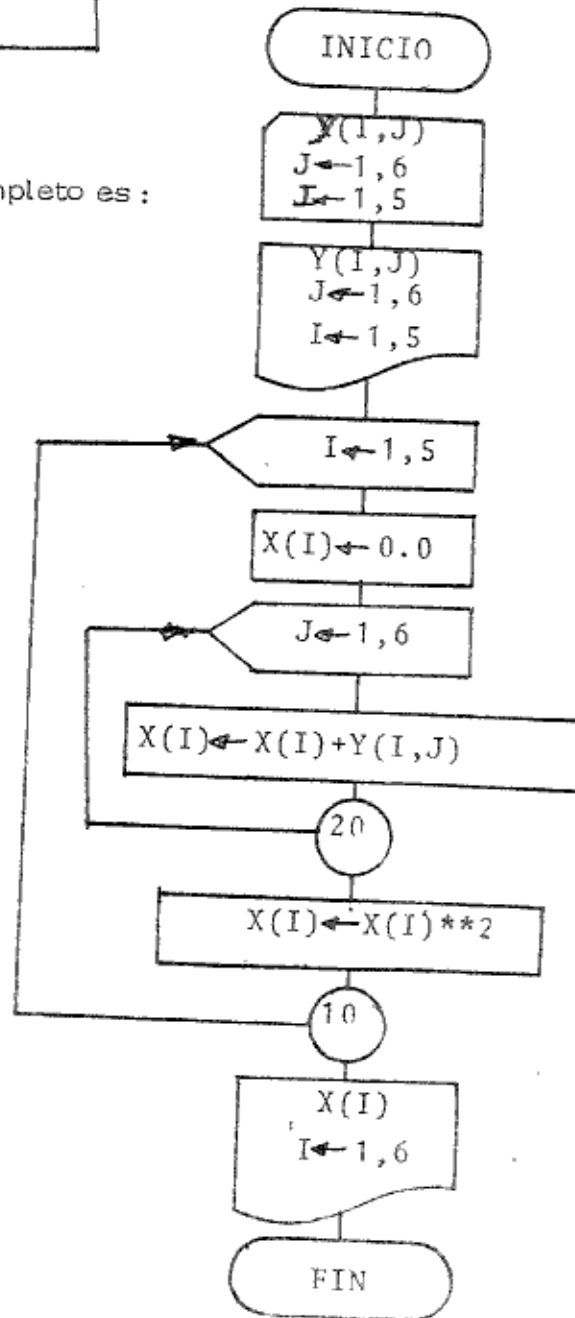 INICIO
Y(I,J)
J←1,6
I←1,5
mpleto es:
Y(I,J)
J←1,6
I←1,5
I←1,5
X(I)←0.0
J←1,6
X(I)←X(I)+Y(I,J)
20
X(I)←X(I)**2
10
X(I)
I←1,6
FIN